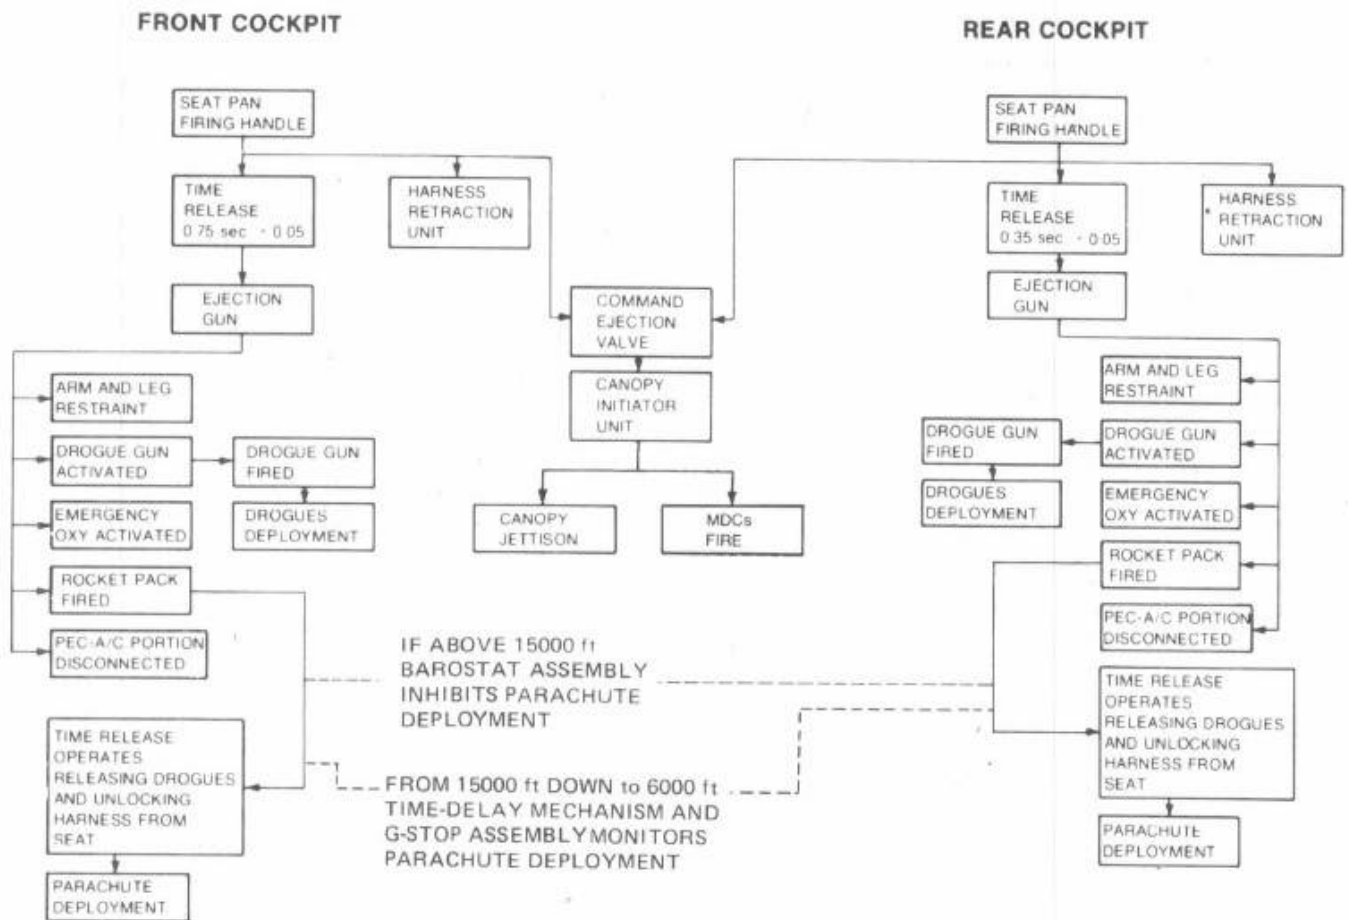 FRONT COCKPIT
REAR COCKPIT
SEAT PAN
FIRING HANDLE
TIME
RELEASE
0.75 sec - 0.05
HARNESS
RETRACTION
UNIT
EJECTION
GUN
ARM AND LEG
RESTRAINT
DROGUE GUN
ACTIVATED
DROGUE GUN
FIRED
EMERGENCY
OXY ACTIVATED
DROGUES
DEPLOYMENT
ROCKET PACK
FIRED
PEC-A/C PORTION
DISCONNECTED
TIME RELEASE
OPERATES
RELEASING DROGUES
AND UNLOCKING
HARNESS FROM
SEAT
PARACHUTE
DEPLOYMENT
COMMAND
EJECTION
VALVE
CANOPY
INITIATOR
UNIT
CANOPY
JETTISON
MDCs
FIRE
IF ABOVE 15000 ft
BAROSTAT ASSEMBLY
INHIBITS PARACHUTE
DEPLOYMENT
FROM 15000 ft DOWN to 6000 ft
TIME-DELAY MECHANISM AND
G-STOP ASSEMBLY MONITORS
PARACHUTE DEPLOYMENT
SEAT PAN
FIRING HANDLE
TIME
RELEASE
0.35 sec - 0.05
HARNESS
RETRACTION
UNIT
EJECTION
GUN
ARM AND LEG
RESTRAINT
DROGUE GUN
FIRED
DROGUE GUN
ACTIVATED
DROGUES
DEPLOYMENT
EMERGENCY
OXY ACTIVATED
ROCKET PACK
FIRED
PEC-A/C PORTION
DISCONNECTED
TIME RELEASE
OPERATES
RELEASING DROGUES
AND UNLOCKING
HARNESS FROM
SEAT
PARACHUTE
DEPLOYMENT